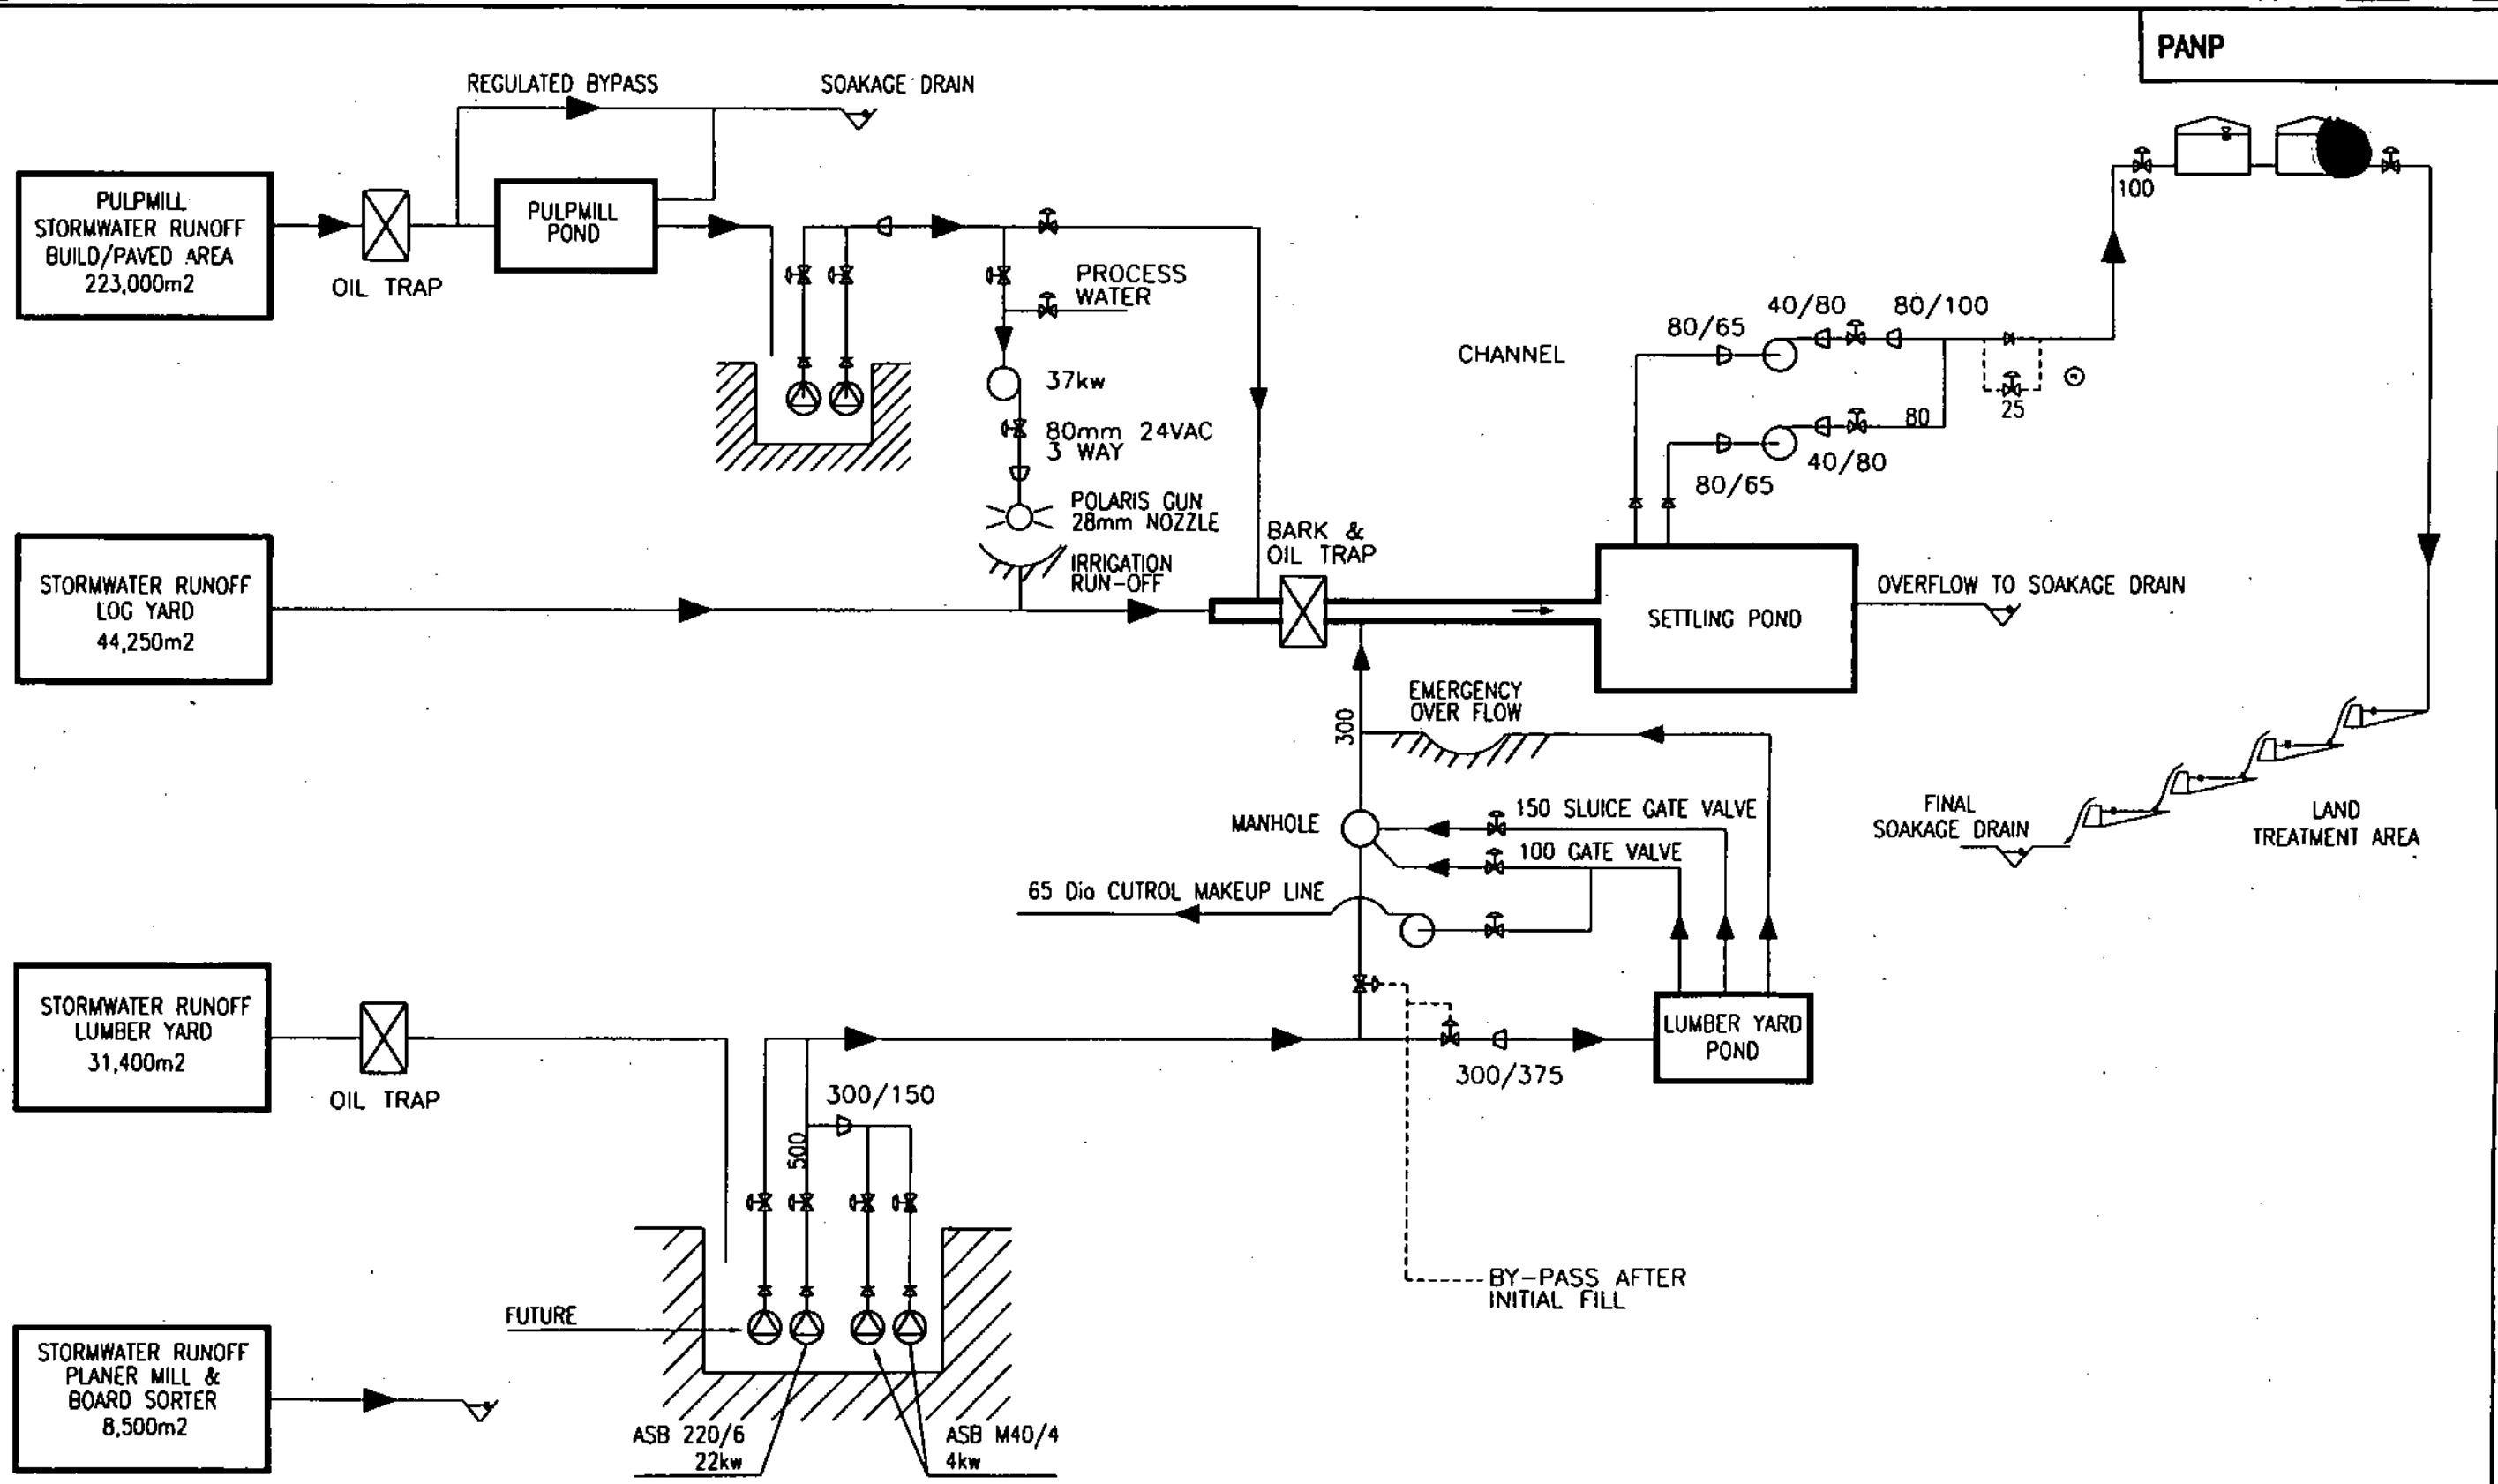 PANP
REGULATED BYPASS
SOAKAGE DRAIN
PULPMILL
STORMWATER RUNOFF
BUILD/PAVED AREA
223,000m2
OIL TRAP
PULPMILL
POND
PROCESS
WATER
37kw
80mm 24VAC
3 WAY
POLARIS GUN
28mm NOZZLE
IRRIGATION
RUN-OFF
BARK &
OIL TRAP
CHANNEL
80/65
40/80
80/100
100
25
80
40/80
80/65
STORMWATER RUNOFF
LOG YARD
44,250m2
SETTLING POND
OVERFLOW TO SOAKAGE DRAIN
EMERGENCY
OVER FLOW
300
MANHOLE
150 SLUICE GATE VALVE
100 GATE VALVE
65 Dia CUTROL MAKEUP LINE
FINAL
SOAKAGE DRAIN
LAND
TREATMENT AREA
STORMWATER RUNOFF
LUMBER YARD
31,400m2
OIL TRAP
LUMBER YARD
POND
300/375
300/150
500
BY-PASS AFTER
INITIAL FILL
FUTURE
STORMWATER RUNOFF
PLANER MILL &
BOARD SORTER
8,500m2
ASB 220/6
22kw
ASB M40/4
4kw